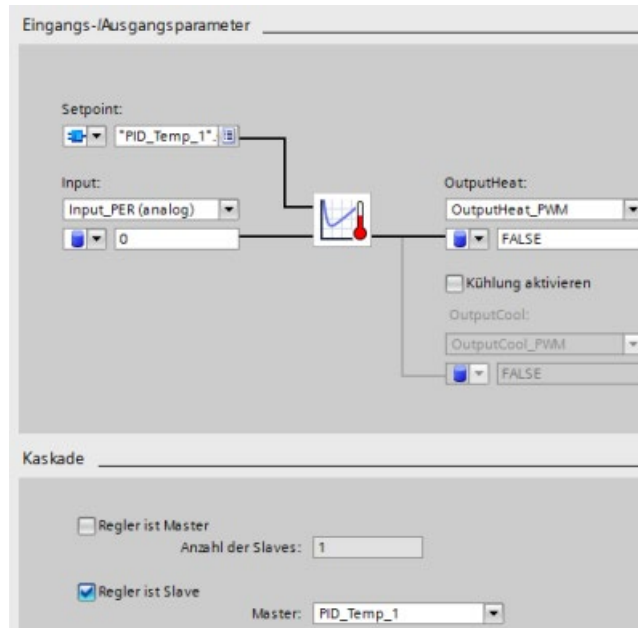 Eingangs-/Ausgangsparameter
Setpoint:
"PID_Temp_1".
Input:
Input_PER (analog)
0
OutputHeat:
OutputHeat_PWM
FALSE
Kühlung aktivieren
OutputCool:
OutputCool_PWM
FALSE
Kaskade
Regler ist Master
Anzahl der Slaves: 1
Regler ist Slave
Master: PID_Temp_1